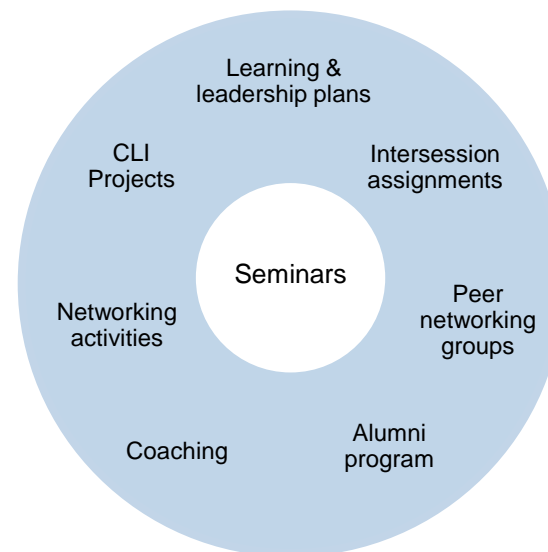 Learning &
leadership plans
CLI
Projects
Intersession
assignments
Seminars
Networking
activities
Peer
networking
groups
Coaching
Alumni
program